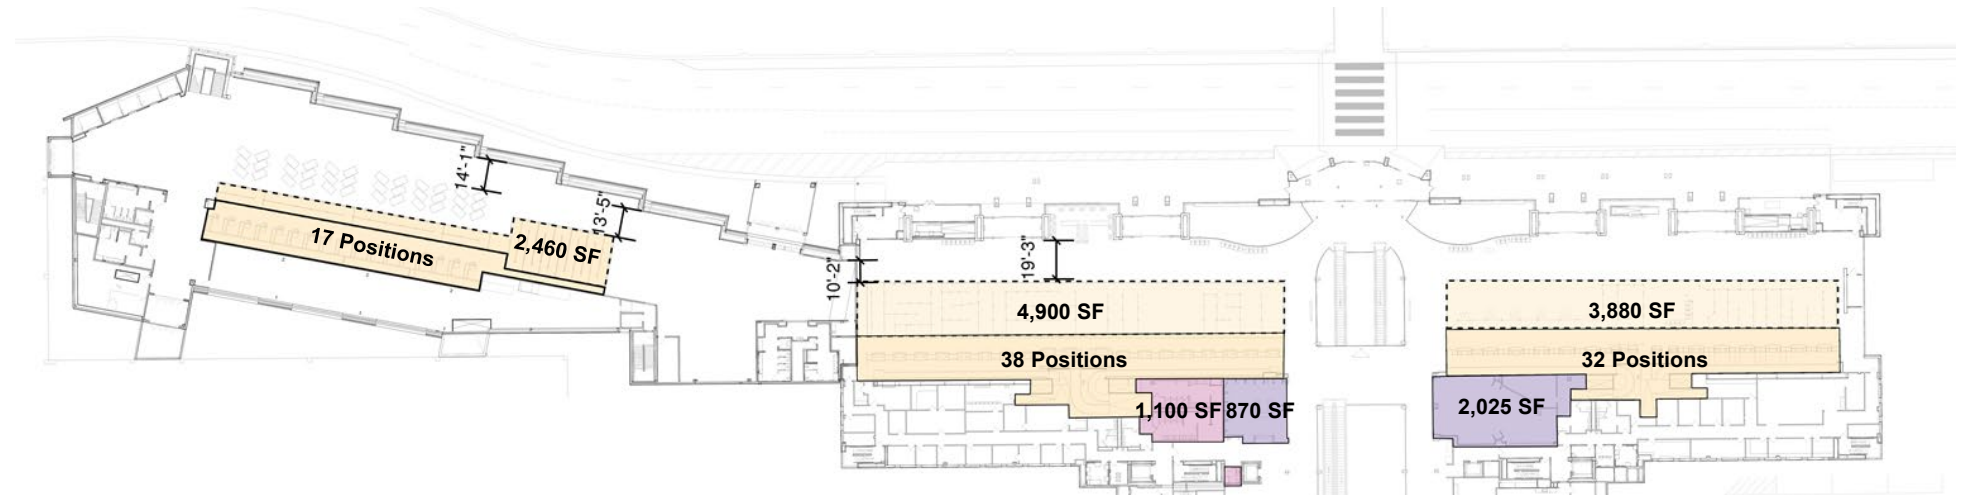 14'-1"
13'-5"
17 Positions
2,460 SF
10'-2"
19'-3"
4,900 SF
38 Positions
1,100 SF
870 SF
3,880 SF
32 Positions
2,025 SF